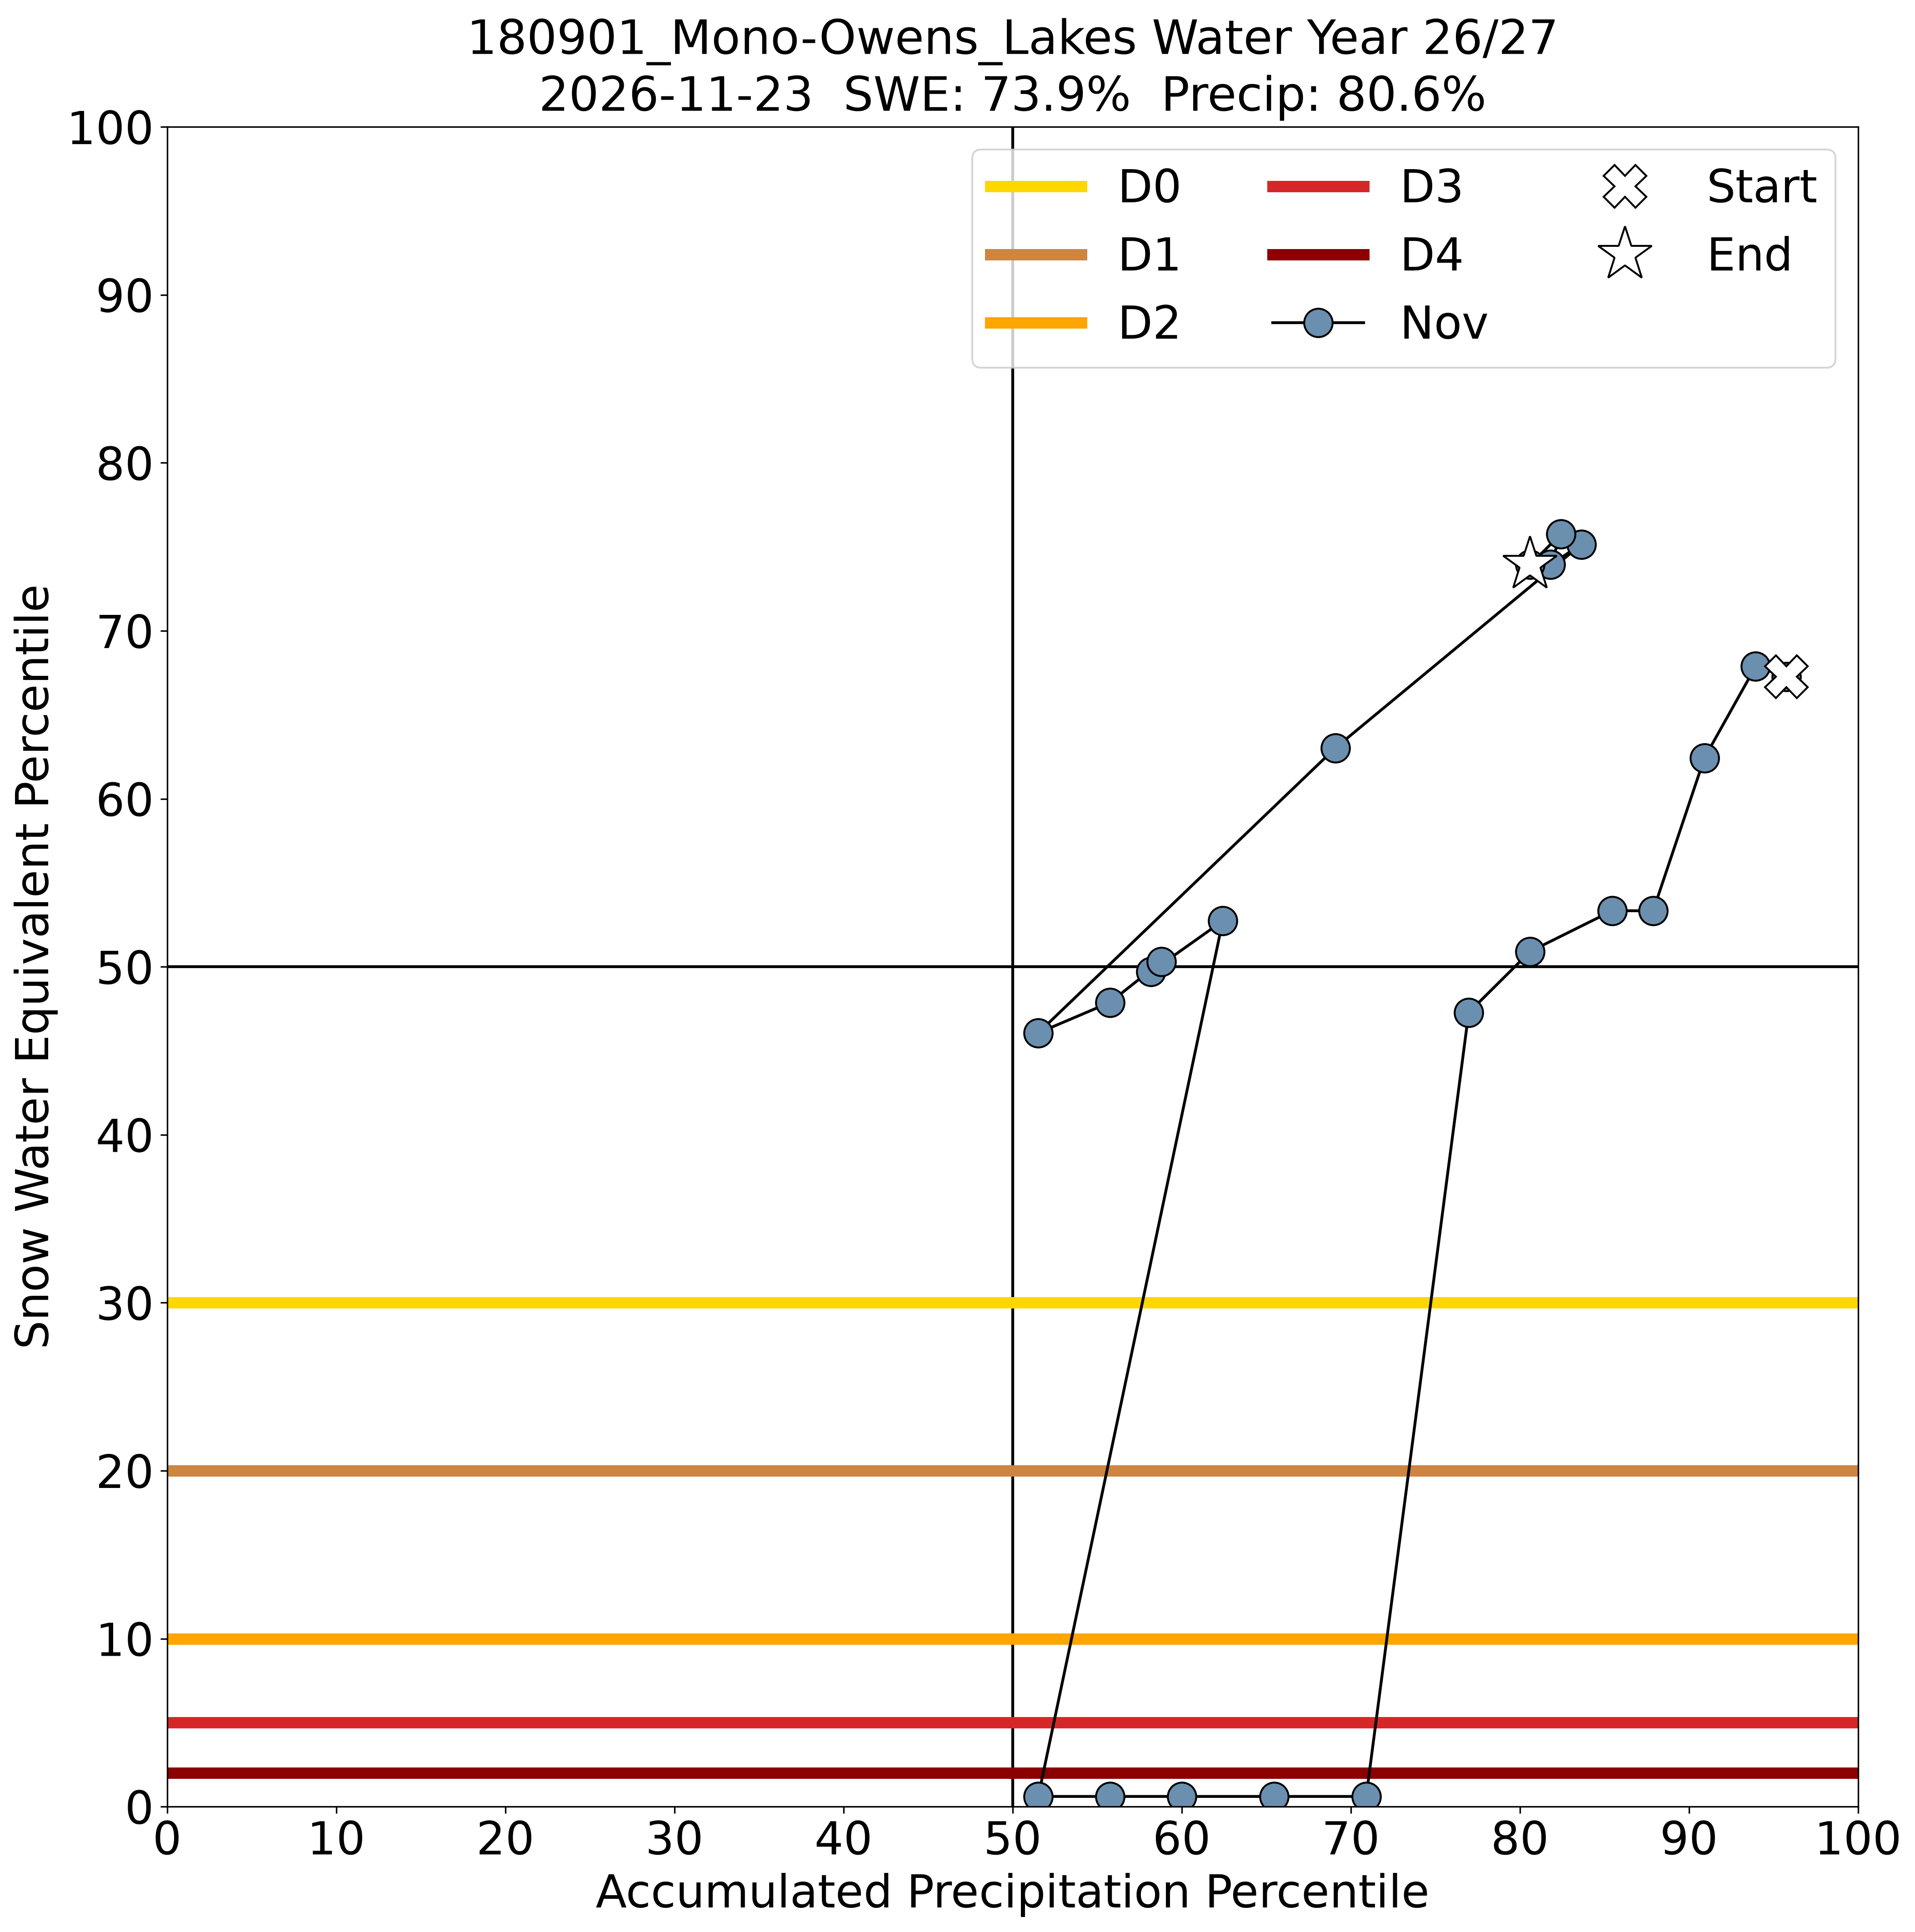 180901_Mono-Owens_Lakes Water Year 26/27
2026-11-23  SWE: 73.9%  Precip: 80.6%
D0
D1
D2
D3
D4
Nov
Start
End
Snow Water Equivalent Percentile
100
90
80
70
60
50
40
30
20
10
0
0 10 20 30 40 50 60 70 80 90 100
Accumulated Precipitation Percentile